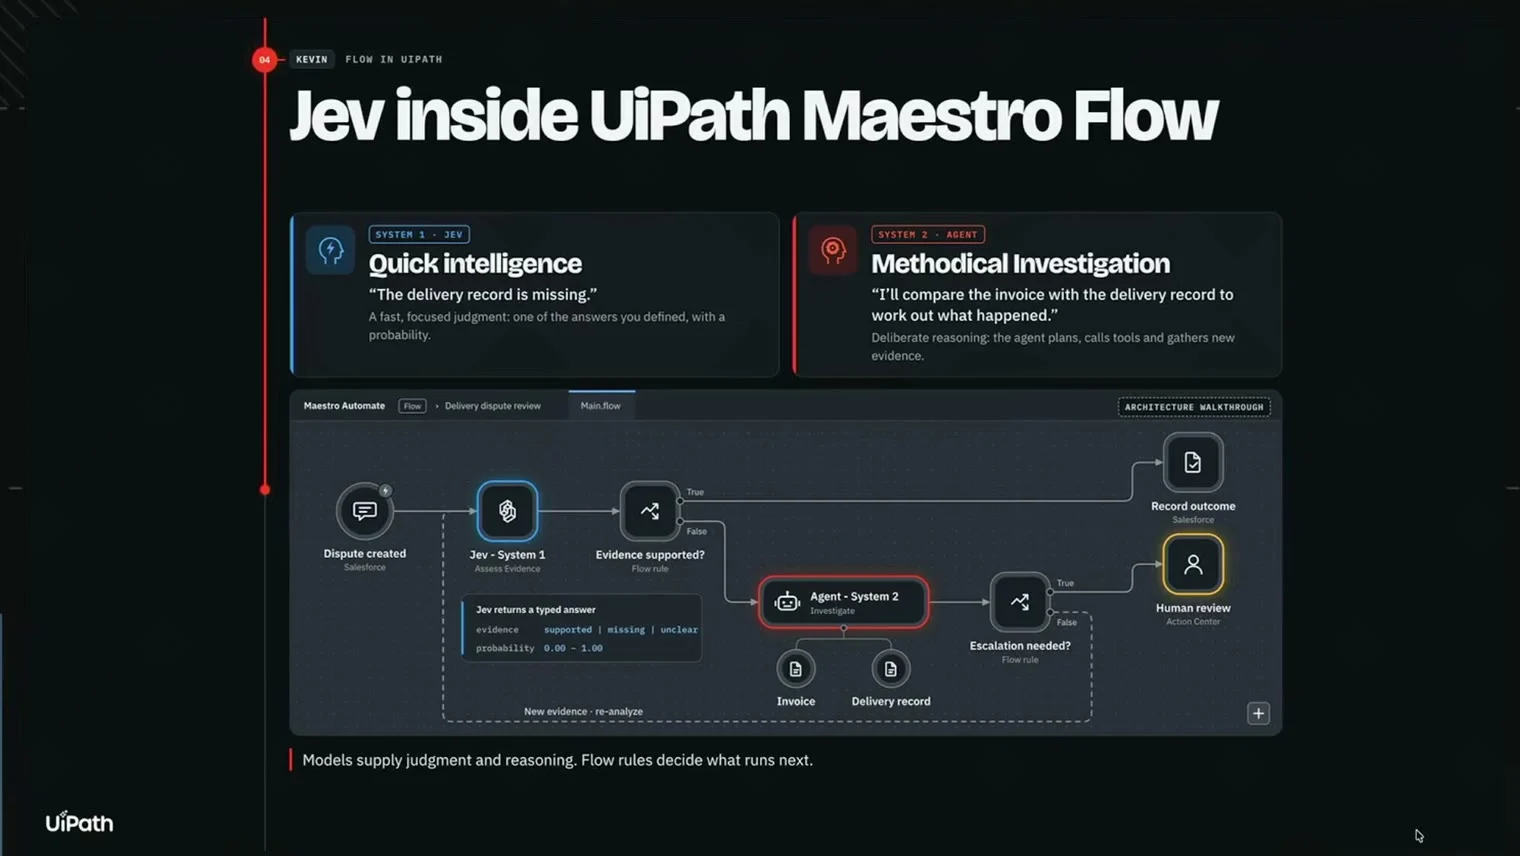 04
KEVIN FLOW IN UIPATH
Jev inside UiPath Maestro Flow
SYSTEM 1 · JEV
Quick intelligence
“The delivery record is missing.”
A fast, focused judgment: one of the answers you defined, with a
probability.
SYSTEM 2 · AGENT
Methodical Investigation
“I’ll compare the invoice with the delivery record to
work out what happened.”
Deliberate reasoning: the agent plans, calls tools and gathers new
evidence.
Maestro Automate Flow › Delivery dispute review Main.flow
ARCHITECTURE WALKTHROUGH
Dispute created
Salesforce
Jev - System 1
Assess Evidence
Evidence supported?
Flow rule
True
False
Record outcome
Salesforce
Jev returns a typed answer
evidence supported | missing | unclear
probability 0.00 – 1.00
Agent - System 2
Investigate
Invoice
Delivery record
Escalation needed?
Flow rule
True
False
Human review
Action Center
New evidence · re-analyze
Models supply judgment and reasoning. Flow rules decide what runs next.
UiPath